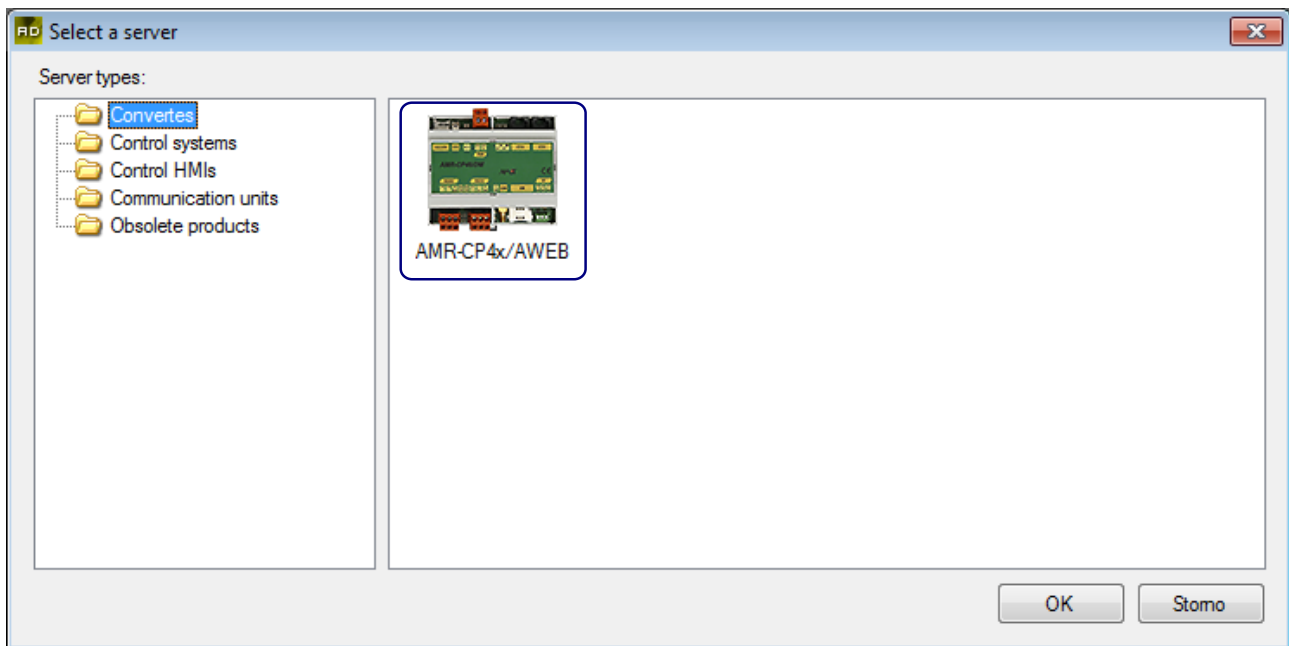 Select a server
Server types:
Convertes
Control systems
Control HMIs
Communication units
Obsolete products
AMR-CP4x/AWEB
OK
Storno